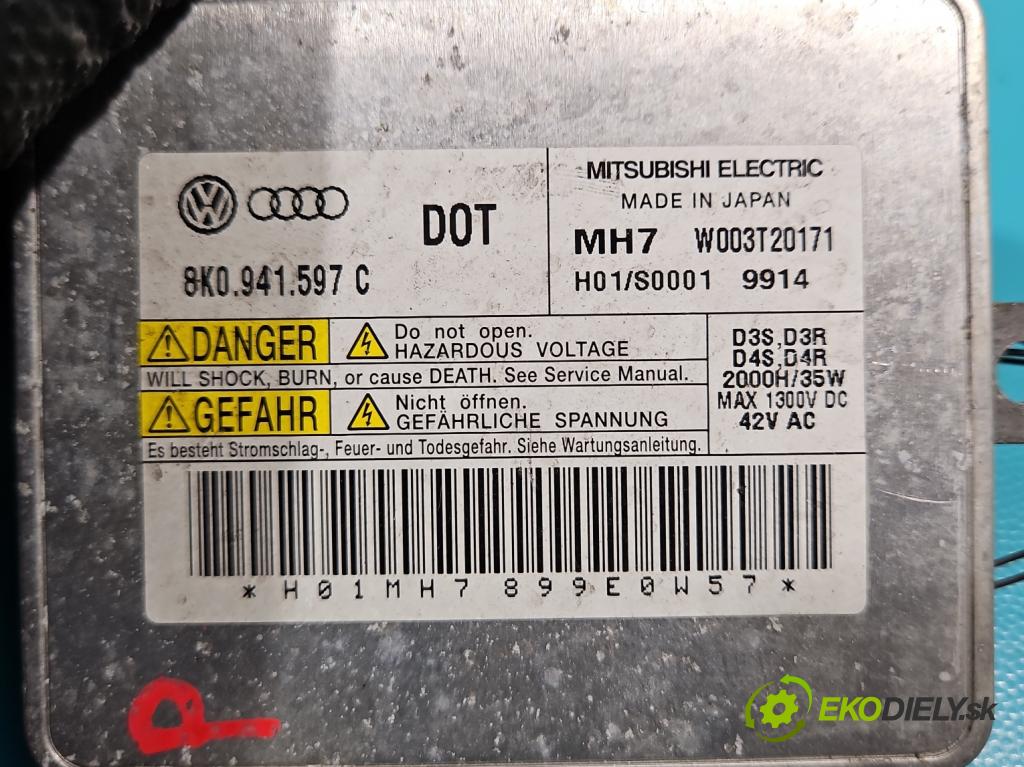 DOT
8K0.941.597 C
MITSUBISHI ELECTRIC
MADE IN JAPAN
MH7 W003T20171
H01/S0001 9914
DANGER
Do not open.
HAZARDOUS VOLTAGE
WILL SHOCK, BURN, or cause DEATH. See Service Manual.
GEFAHR
Nicht öffnen.
GEFÄHRLICHE SPANNUNG
Es besteht Stromschlag-, Feuer- und Todesgefahr. Siehe Wartungsanleitung.
D3S,D3R
D4S,D4R
2000H/35W
MAX 1300V DC
42V AC
*H01MH7899E0W57*
EKODIELY.sk